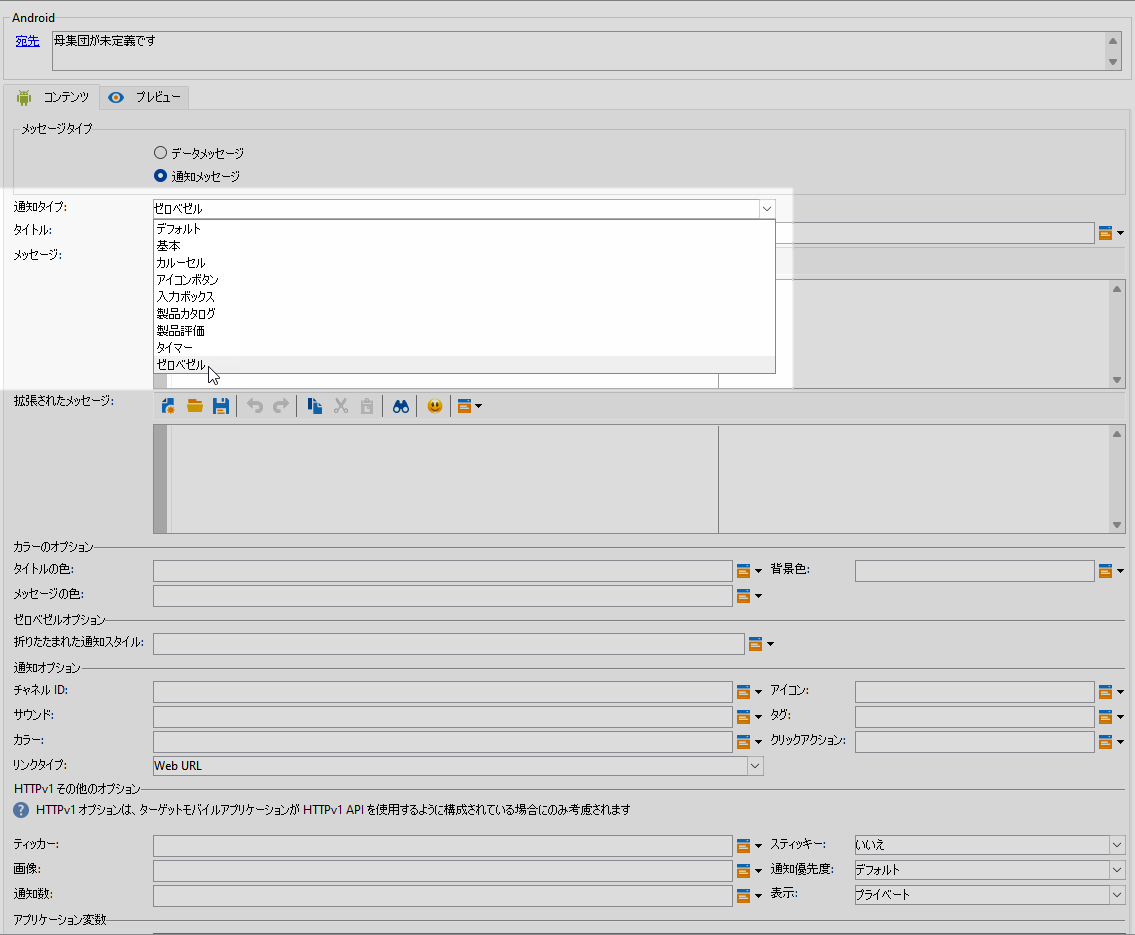 Android
宛先
母集団が未定義です
コンテンツ
プレビュー
メッセージタイプ
データメッセージ
通知メッセージ
通知タイプ:
ゼロベゼル
タイトル:
メッセージ:
デフォルト
基本
カルーセル
アイコンボタン
入力ボックス
製品カタログ
製品評価
タイマー
ゼロベゼル
拡張されたメッセージ:
カラーのオプション
タイトルの色:
背景色:
メッセージの色:
ゼロベゼルオプション
折りたたまれた通知スタイル:
通知オプション
チャネル ID:
アイコン:
サウンド:
タグ:
カラー:
クリックアクション:
リンクタイプ:
Web URL
HTTPv1 その他のオプション
HTTPv1 オプションは、ターゲットモバイルアプリケーションが HTTPv1 API を使用するように構成されている場合にのみ考慮されます
ティッカー:
スティッキー:
いいえ
画像:
通知優先度:
デフォルト
通知数:
表示:
プライベート
アプリケーション変数